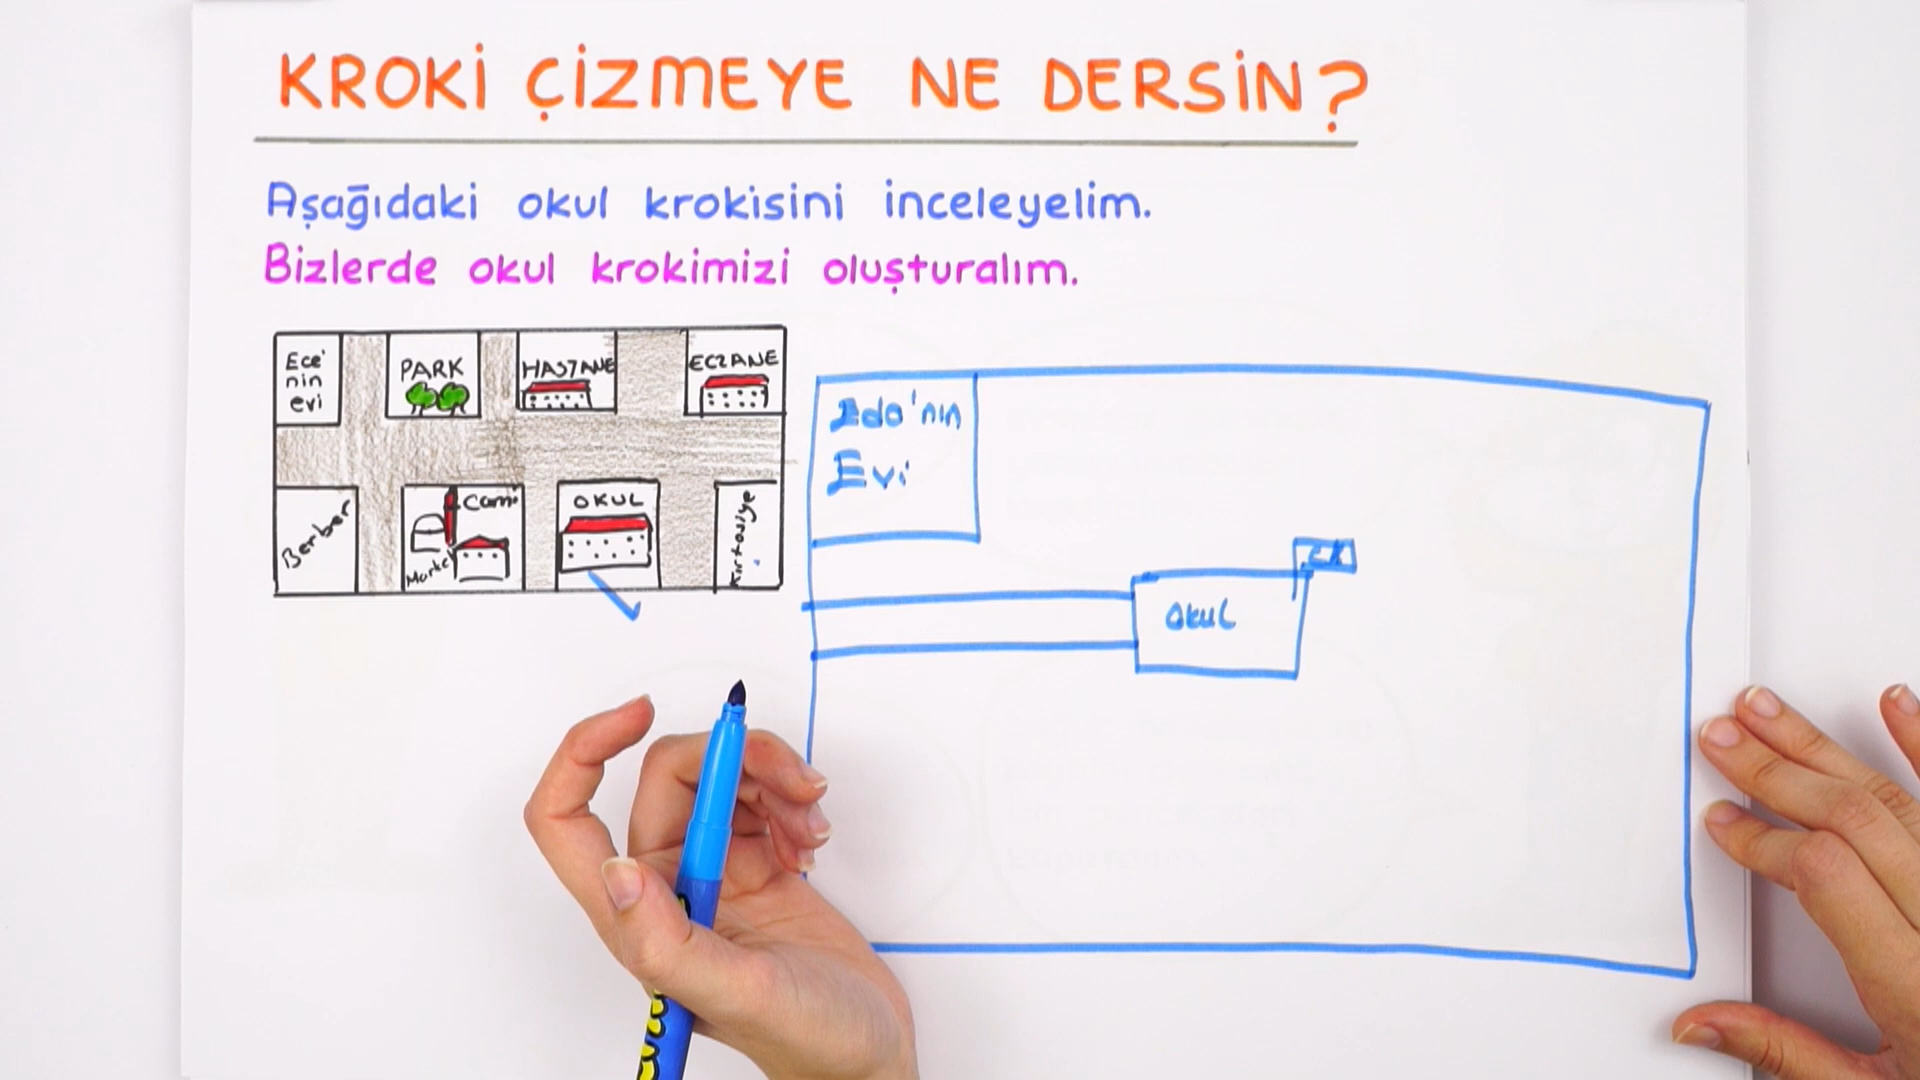 KROKİ ÇİZMEYE NE DERSİN?
Aşağıdaki okul krokisini inceleyelim.
Bizlerde okul krokimizi oluşturalım.
Ece'
nin
evi
PARK
HASTANE
ECZANE
Berber
Cami
Market
OKUL
Kırtasiye
Eda'nın
Evi
Okul